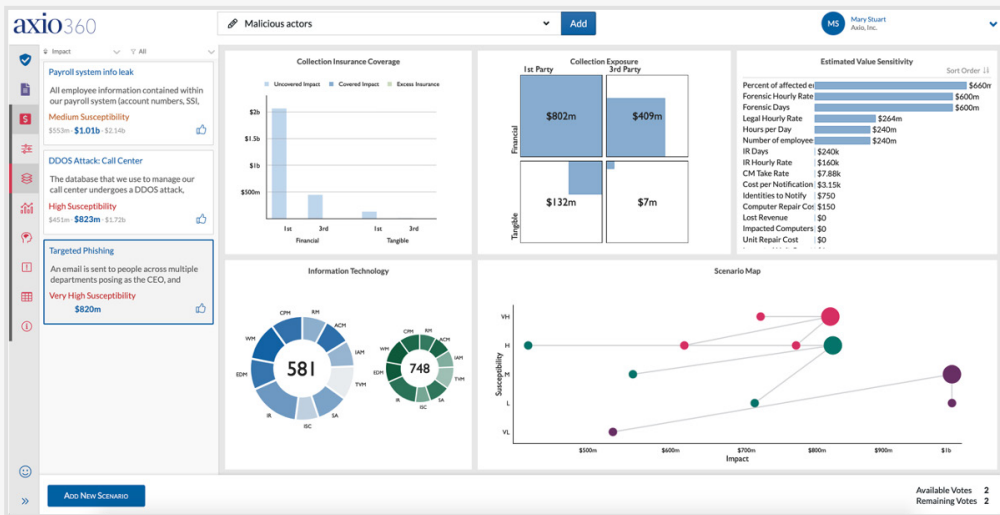 axio360
Malicious actors
Add
MS
Mary Stuart
Axio, Inc.
Impact
All
Payroll system info leak
All employee information contained within
our payroll system (account numbers, SSI,
Medium Susceptibility
$553m - $1.01b - $2.14b
DDOS Attack: Call Center
The database that we use to manage our
call center undergoes a DDOS attack,
High Susceptibility
$451m - $823m - $1.72b
Targeted Phishing
An email is sent to people across multiple
departments posing as the CEO, and
Very High Susceptibility
$820m
Collection Insurance Coverage
Uncovered Impact
Covered Impact
Excess Insurance
$2b
$1.5b
$1b
$500m
1st
3rd
1st
3rd
Financial
Tangible
Collection Exposure
1st Party
3rd Party
Financial
$802m
$409m
Tangible
$132m
$7m
Estimated Value Sensitivity
Sort Order
Percent of affected e $660m
Forensic Hourly Rate $600m
Forensic Days $600m
Legal Hourly Rate $264m
Hours per Day $240m
Number of employee $240m
IR Days $240k
IR Hourly Rate $160k
CM Take Rate $7.88k
Cost per Notification $3.15k
Identities to Notify $750
Computer Repair Cos $150
Lost Revenue $0
Impacted Computers $0
Unit Repair Cost $0
Information Technology
CPM
RM
ACM
IAM
TVM
SA
ISC
IR
EDM
WM
581
CPM
RM
ACM
IAM
TVM
SA
ISC
IR
EDM
WM
748
Scenario Map
Susceptibility
VH
H
M
L
VL
$500m
$600m
$700m
$800m
$900m
$1b
Impact
Add New Scenario
Available Votes 2
Remaining Votes 2